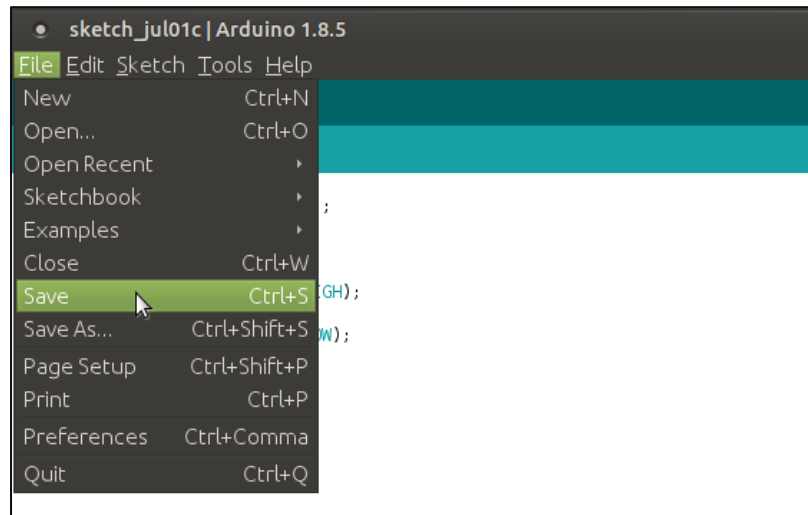 sketch_jul01c | Arduino 1.8.5
File Edit Sketch Tools Help
New Ctrl+N
Open... Ctrl+O
Open Recent
Sketchbook
;
Examples
Close Ctrl+W
Save Ctrl+S GH);
Save As... Ctrl+Shift+S OW);
Page Setup Ctrl+Shift+P
Print Ctrl+P
Preferences Ctrl+Comma
Quit Ctrl+Q